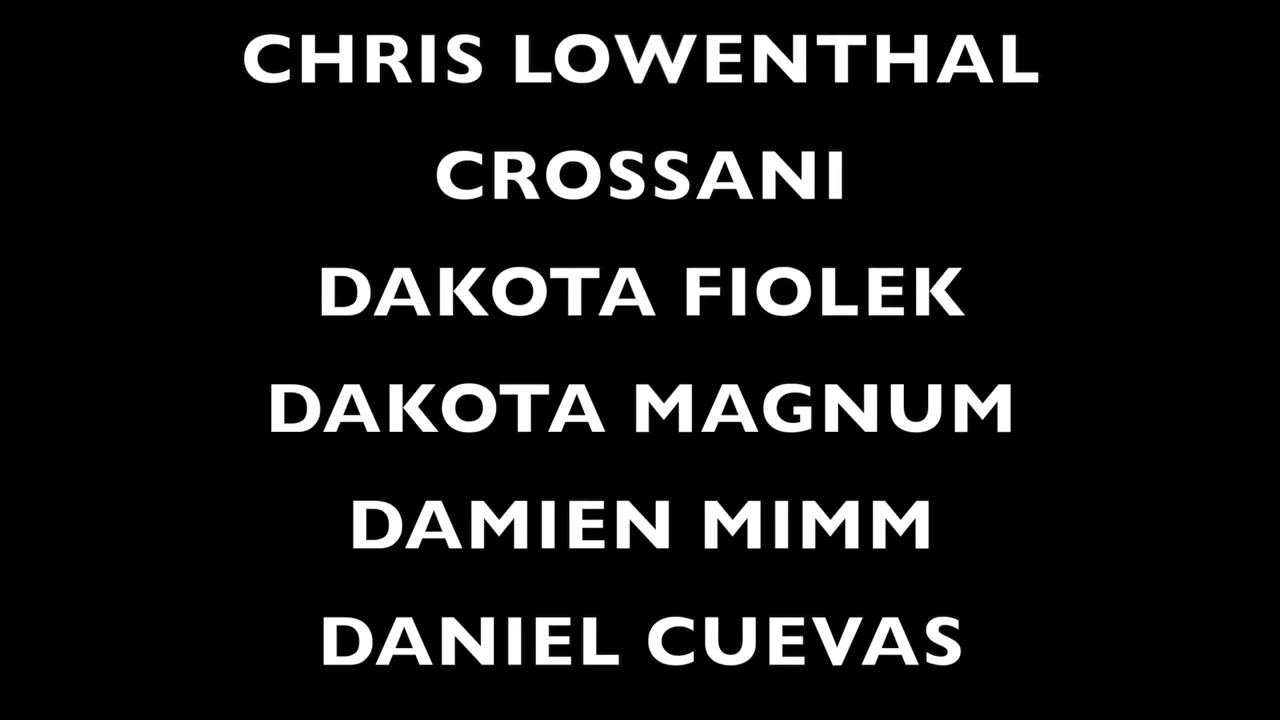 CHRIS LOWENTHAL
CROSSANI
DAKOTA FIOLEK
DAKOTA MAGNUM
DAMIEN MIMM
DANIEL CUEVAS